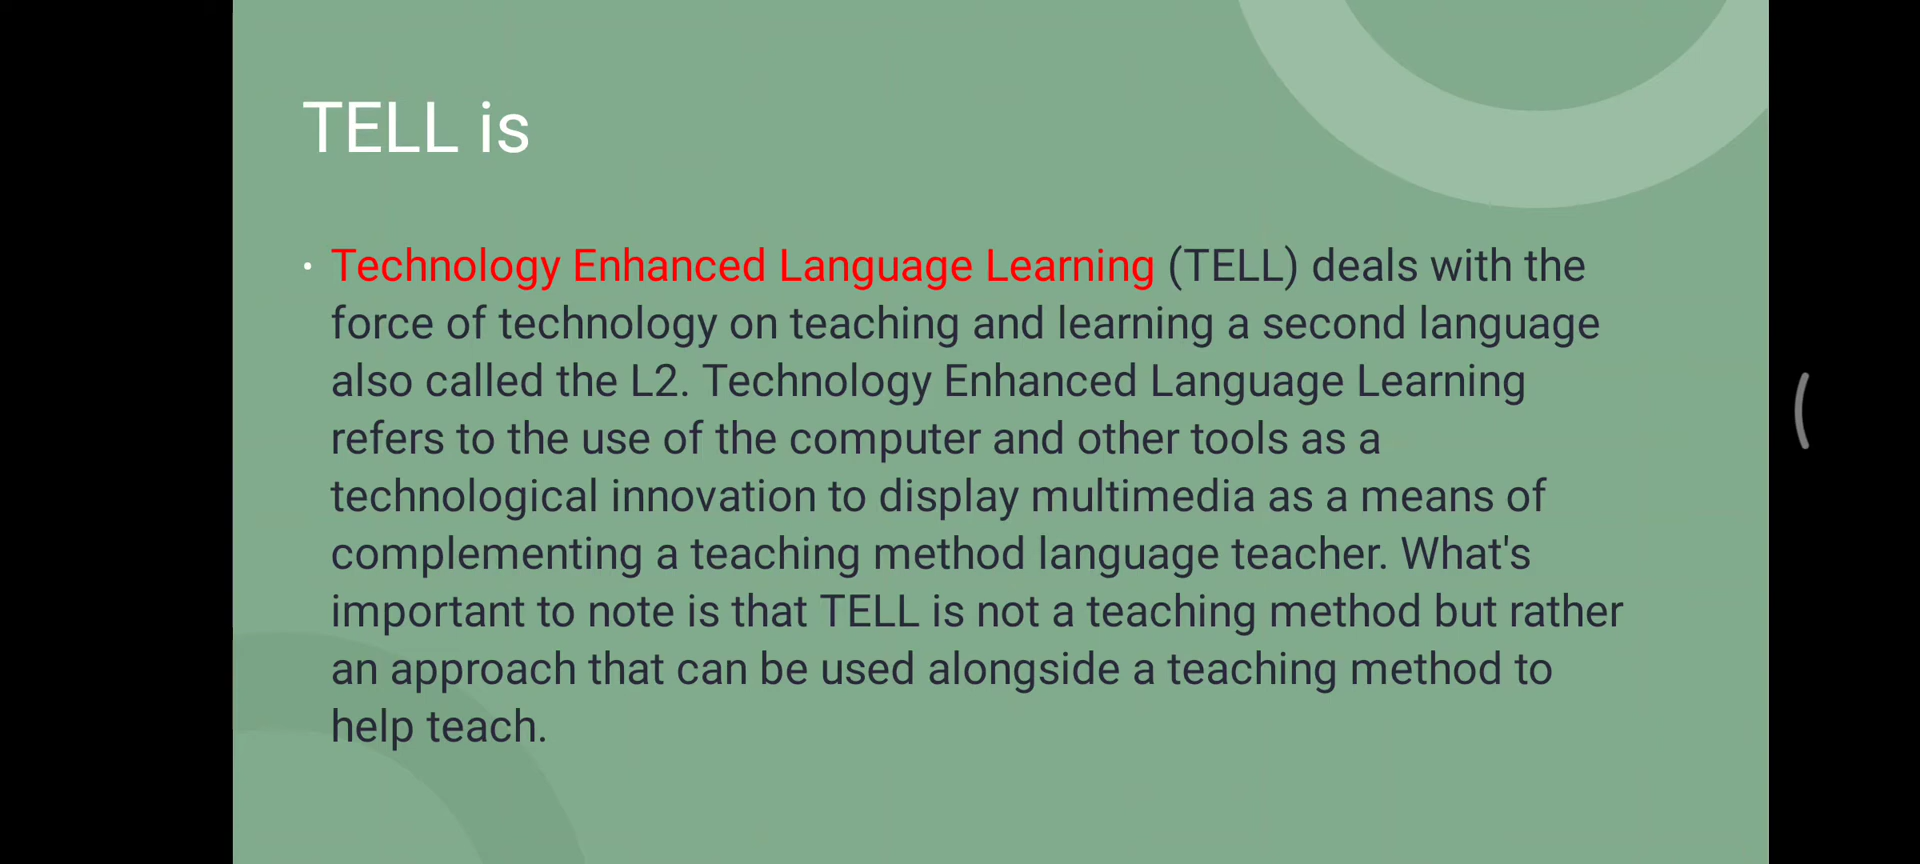 TELL is
• Technology Enhanced Language Learning (TELL) deals with the
force of technology on teaching and learning a second language
also called the L2. Technology Enhanced Language Learning
refers to the use of the computer and other tools as a
technological innovation to display multimedia as a means of
complementing a teaching method language teacher. What's
important to note is that TELL is not a teaching method but rather
an approach that can be used alongside a teaching method to
help teach.